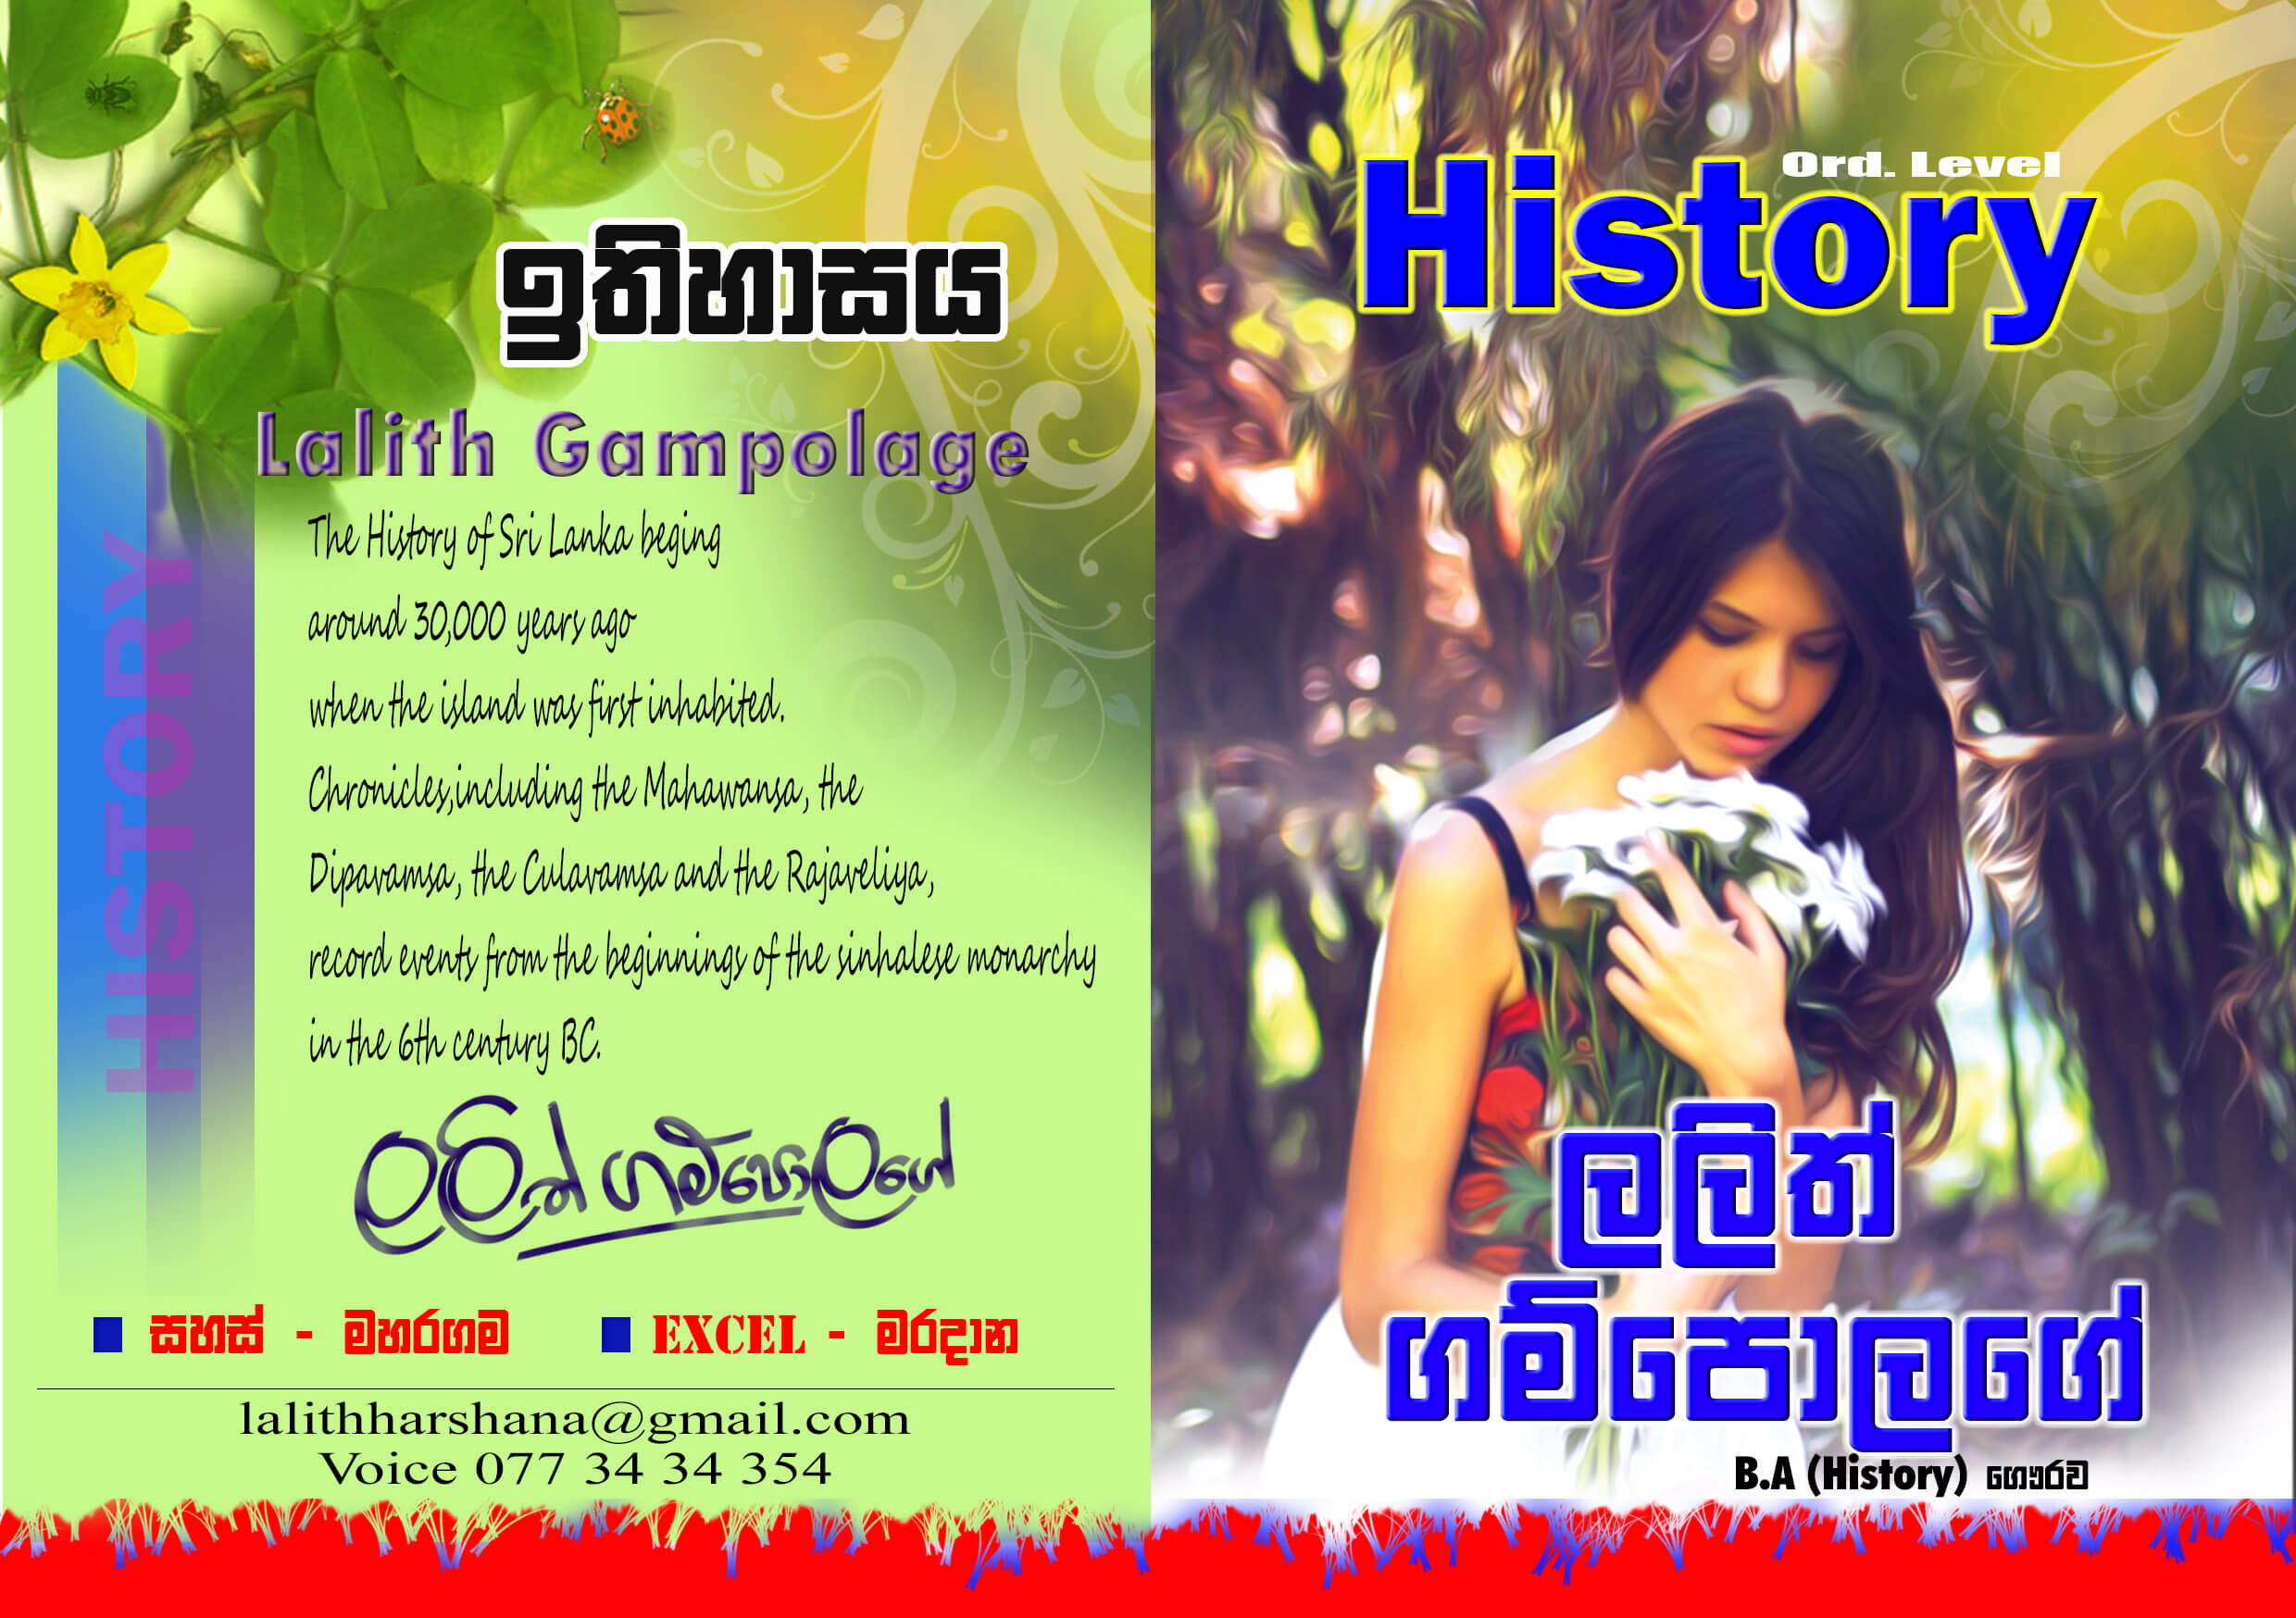 ඉතිහාසය
Lalith Gampolage
HISTORY
The History of Sri Lanka beging
around 30,000 years ago
when the island was first inhabited.
Chronicles,including the Mahawansa, the
Dipavamsa, the Culavamsa and the Rajaveliya,
record events from the beginnings of the sinhalese monarchy
in the 6th century BC.
ලලිත් ගම්පොලගේ
සහස් - මහරගම
EXCEL - මරදාන
lalithharshana@gmail.com
Voice 077 34 34 354
Ord. Level
History
ලලිත්
ගම්පොලගේ
B.A (History) ගෞරව